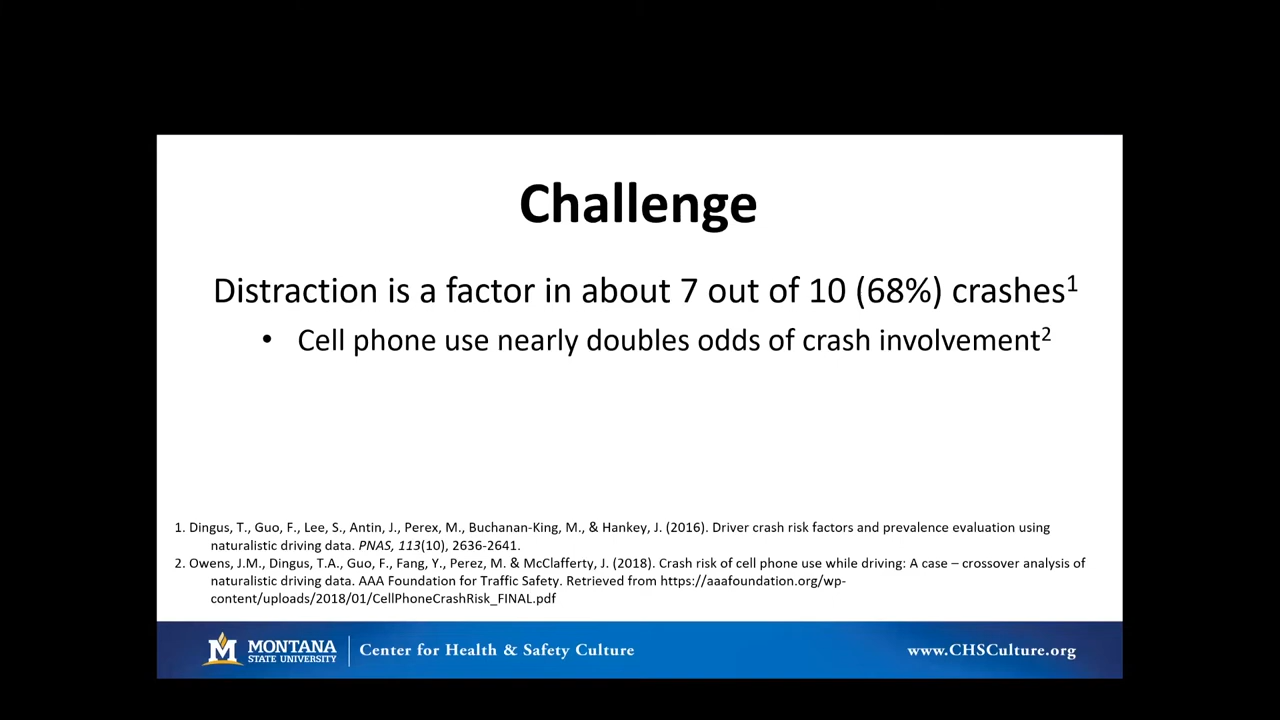 Challenge
Distraction is a factor in about 7 out of 10 (68%) crashes¹
• Cell phone use nearly doubles odds of crash involvement²
1. Dingus, T., Guo, F., Lee, S., Antin, J., Perex, M., Buchanan-King, M., & Hankey, J. (2016). Driver crash risk factors and prevalence evaluation using
naturalistic driving data. PNAS, 113(10), 2636-2641.
2. Owens, J.M., Dingus, T.A., Guo, F., Fang, Y., Perez, M. & McClafferty, J. (2018). Crash risk of cell phone use while driving: A case – crossover analysis of
naturalistic driving data. AAA Foundation for Traffic Safety. Retrieved from https://aaafoundation.org/wp-
content/uploads/2018/01/CellPhoneCrashRisk_FINAL.pdf
M MONTANA
STATE UNIVERSITY
Center for Health & Safety Culture
www.CHSCulture.org